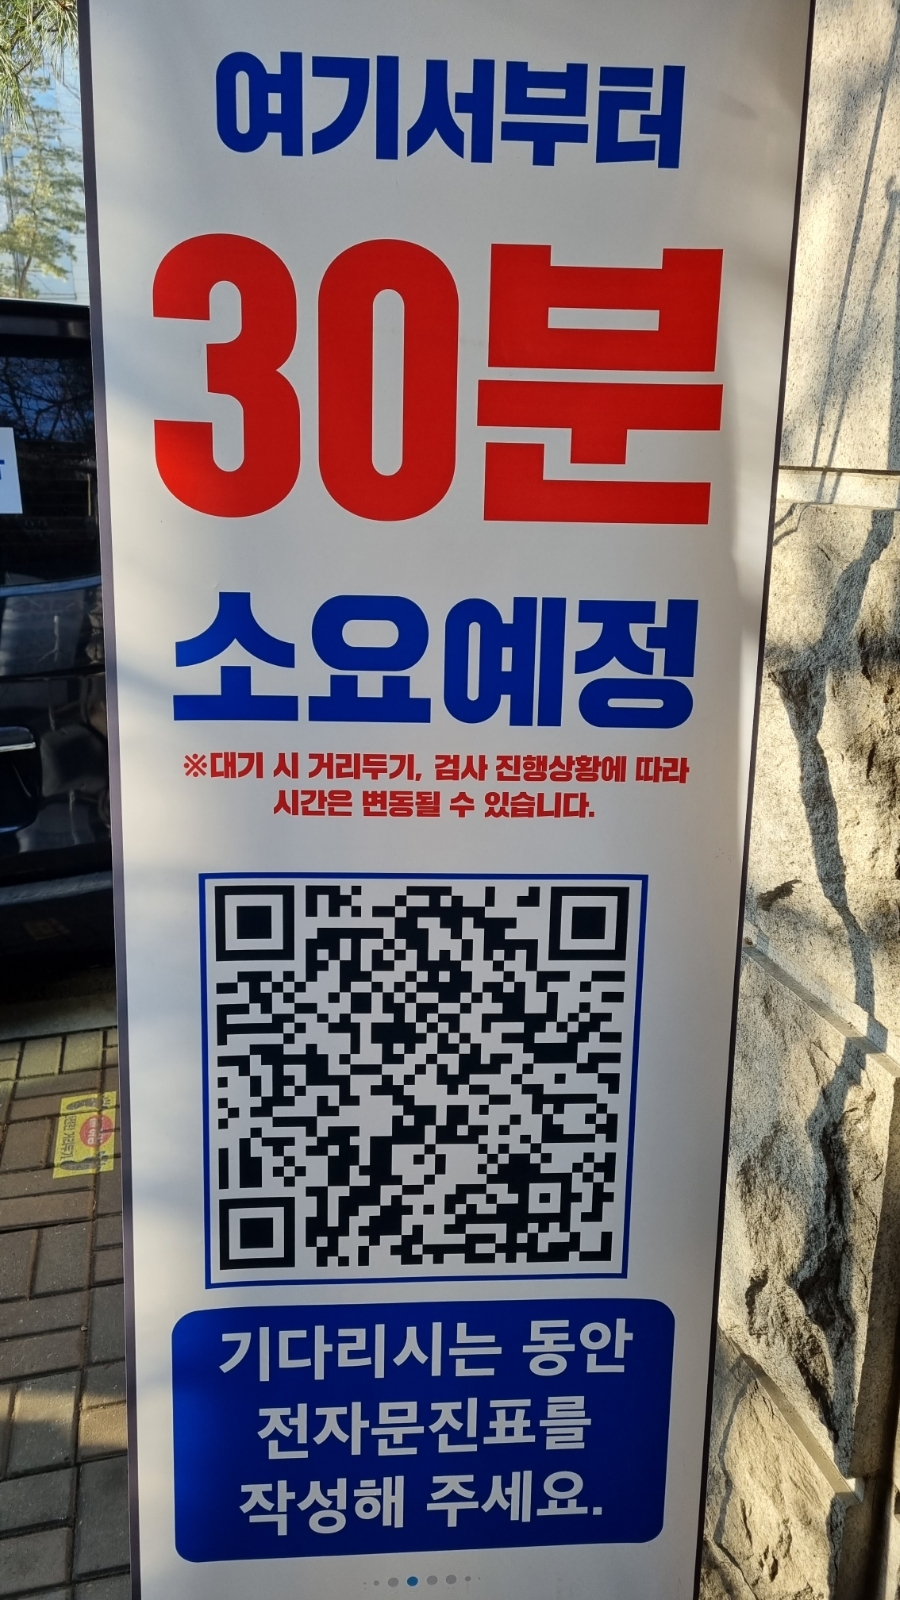 여기서부터
30분
소요예정
※대기 시 거리두기, 검사 진행상황에 따라
시간은 변동될 수 있습니다.
기다리시는 동안
전자문진표를
작성해 주세요.